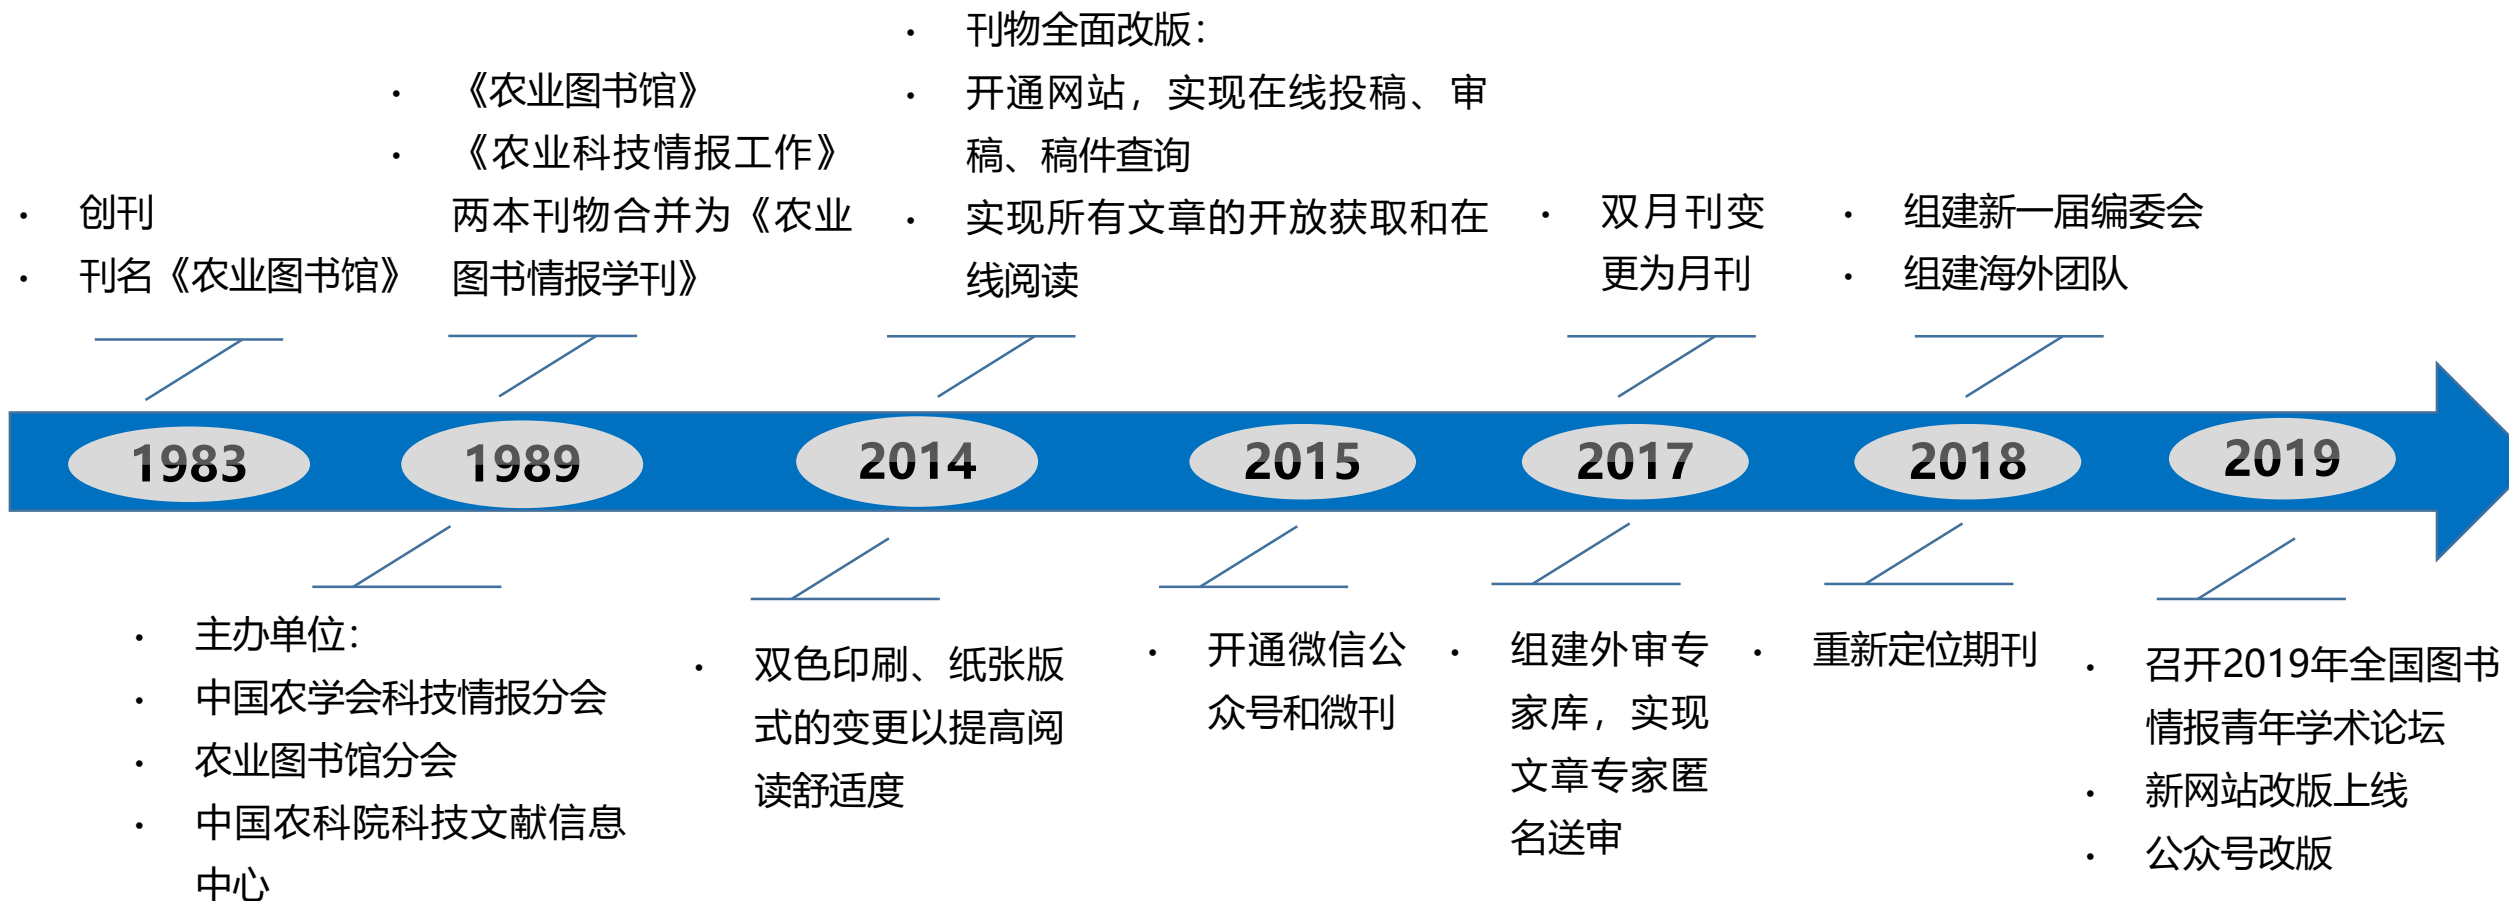 · 创刊
· 刊名《农业图书馆》
· 《农业图书馆》
· 《农业科技情报工作》
两本刊物合并为《农业
图书情报学刊》
· 刊物全面改版：
· 开通网站，实现在线投稿、审
稿、稿件查询
· 实现所有文章的开放获取和在
线阅读
· 双月刊变
更为月刊
· 组建新一届编委会
· 组建海外团队
1983
1989
2014
2015
2017
2018
2019
· 主办单位：
· 中国农学会科技情报分会
· 农业图书馆分会
· 中国农科院科技文献信息
中心
· 双色印刷、纸张版
式的变更以提高阅
读舒适度
· 开通微信公
众号和微刊
· 组建外审专
家库，实现
文章专家匿
名送审
· 重新定位期刊
· 召开2019年全国图书
情报青年学术论坛
· 新网站改版上线
· 公众号改版